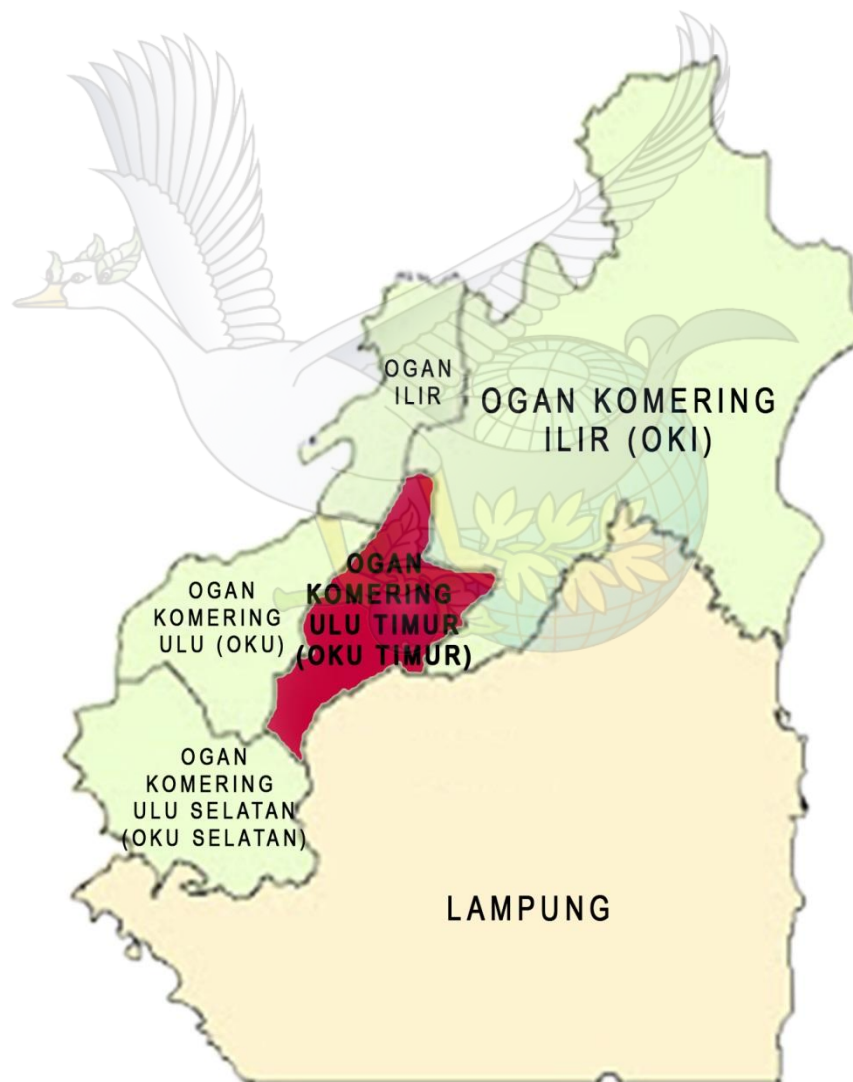 OGAN
ILIR
OGAN KOMERING
ILIR (OKI)
OGAN
KOMERING
ULU TIMUR
(OKU TIMUR)
OGAN
KOMERING
ULU (OKU)
OGAN
KOMERING
ULU SELATAN
(OKU SELATAN)
LAMPUNG